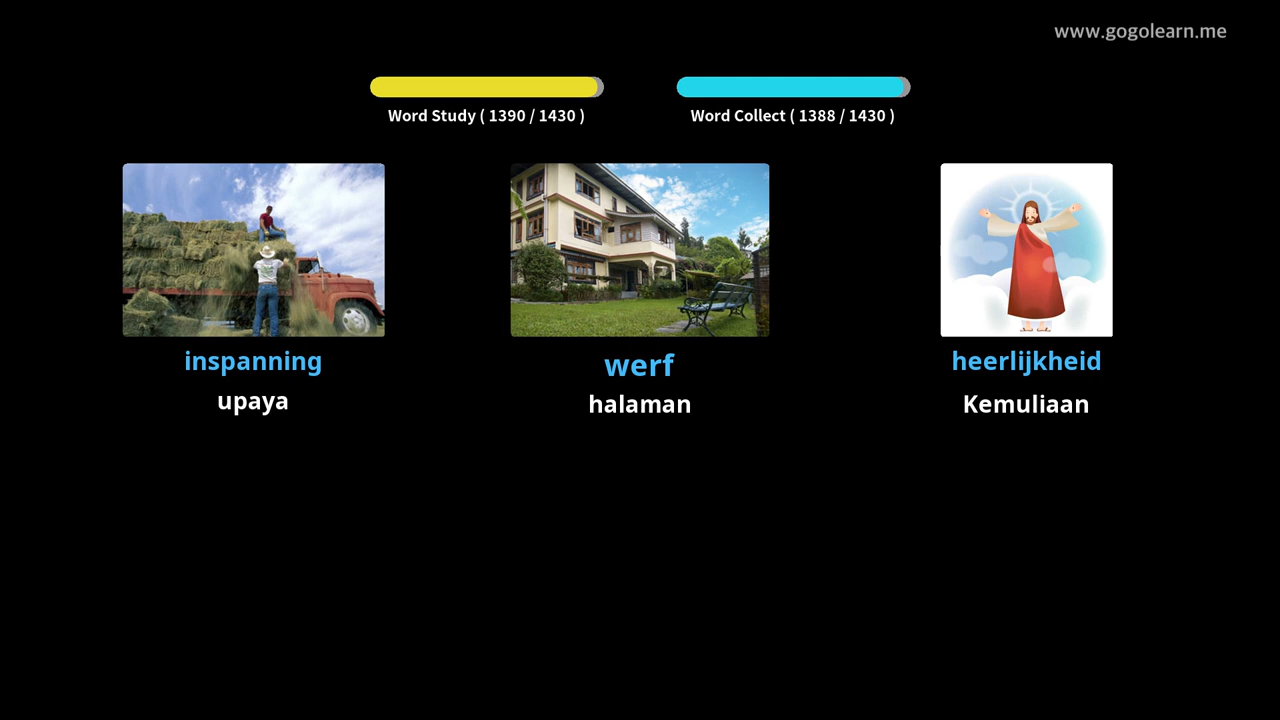 www.gogolearn.me
Word Study ( 1390 / 1430 )
Word Collect ( 1388 / 1430 )
inspanning
upaya
werf
halaman
heerlijkheid
Kemuliaan